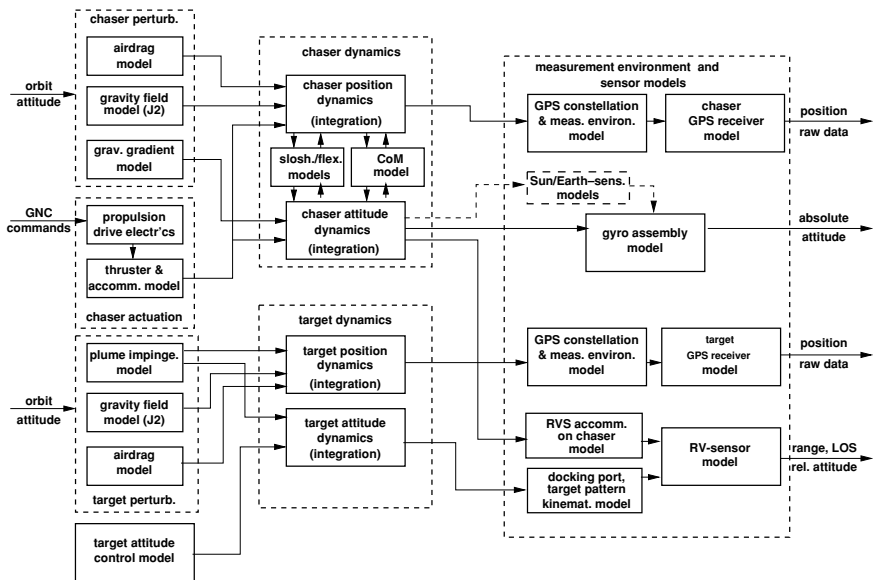 chaser perturb.
airdrag
model
orbit
attitude
gravity field
model (J2)
grav. gradient
model
GNC
commands
propulsion
drive electr'cs
thruster &
accomm. model
chaser actuation
plume impinge.
model
orbit
attitude
gravity field
model (J2)
airdrag
model
target perturb.
target attitude
control model
chaser dynamics
chaser position
dynamics
(integration)
slosh./flex.
models
CoM
model
chaser attitude
dynamics
(integration)
target dynamics
target position
dynamics
(integration)
target attitude
dynamics
(integration)
measurement environment and
sensor models
GPS constellation
& meas. environ.
model
chaser
GPS receiver
model
position
raw data
Sun/Earth–sens.
models
gyro assembly
model
absolute
attitude
GPS constellation
& meas. environ.
model
target
GPS receiver
model
position
raw data
RVS accomm.
on chaser
model
docking port,
target pattern
kinemat. model
RV-sensor
model
range, LOS
rel. attitude